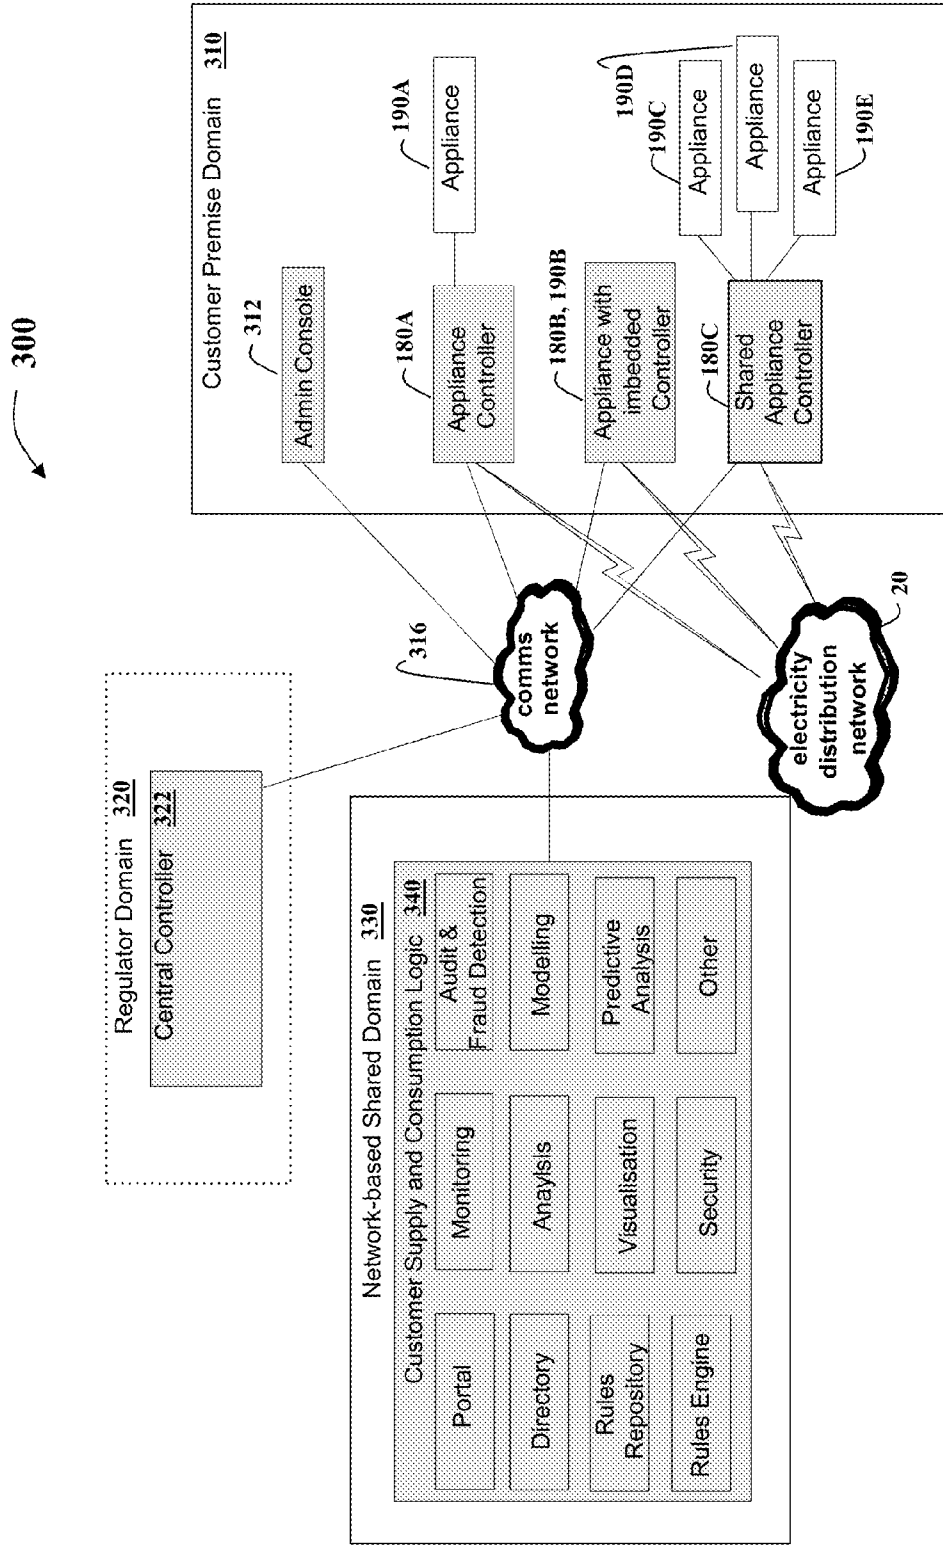 300
Regulator Domain 320
Central Controller 322
Customer Premise Domain 310
312
Admin Console
180A
Appliance
Controller
190A
Appliance
180B, 190B
Appliance with
imbedded
Controller
180C
Shared
Appliance
Controller
190D
190C
Appliance
Appliance
Appliance
190E
316
comms
network
20
electricity
distribution
network
Network-based Shared Domain 330
Customer Supply and Consumption Logic 340
Portal
Monitoring
Audit &
Fraud Detection
Directory
Anaylsis
Modelling
Rules
Repository
Visualisation
Predictive
Analysis
Rules Engine
Security
Other